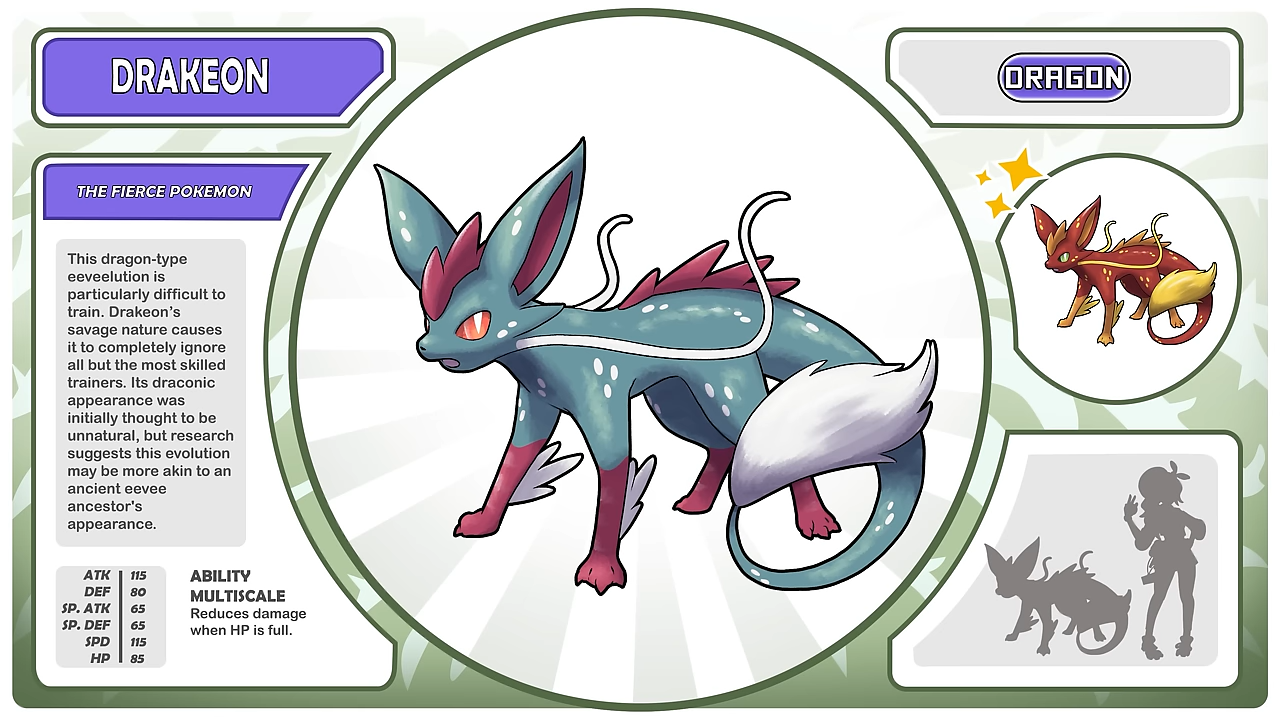 DRAKEON
DRAGON
THE FIERCE POKEMON
This dragon-type
eeveelution is
particularly difficult to
train. Drakeon's
savage nature causes
it to completely ignore
all but the most skilled
trainers. Its draconic
appearance was
initially thought to be
unnatural, but research
suggests this evolution
may be more akin to an
ancient eevee
ancestor's
appearance.
ATK 115
DEF 80
SP. ATK 65
SP. DEF 65
SPD 115
HP 85
ABILITY
MULTISCALE
Reduces damage
when HP is full.